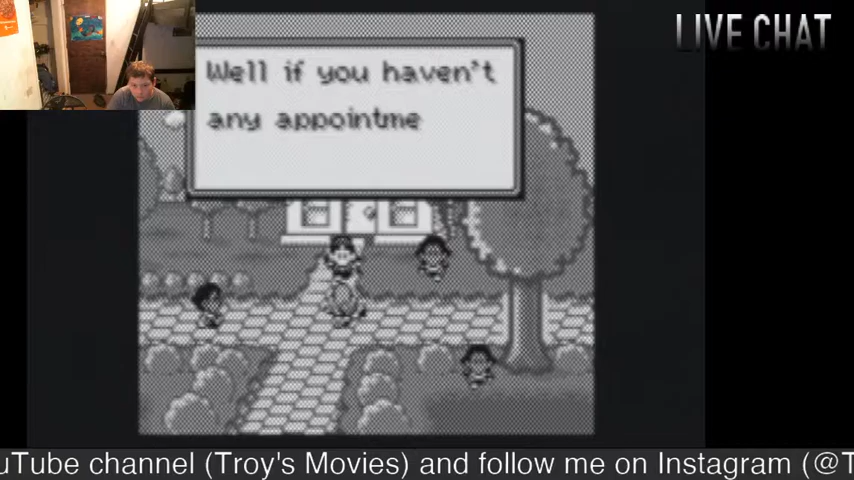 LIVE CHAT
Well if you haven't
any appointme
uTube channel (Troy's Movies) and follow me on Instagram (@T